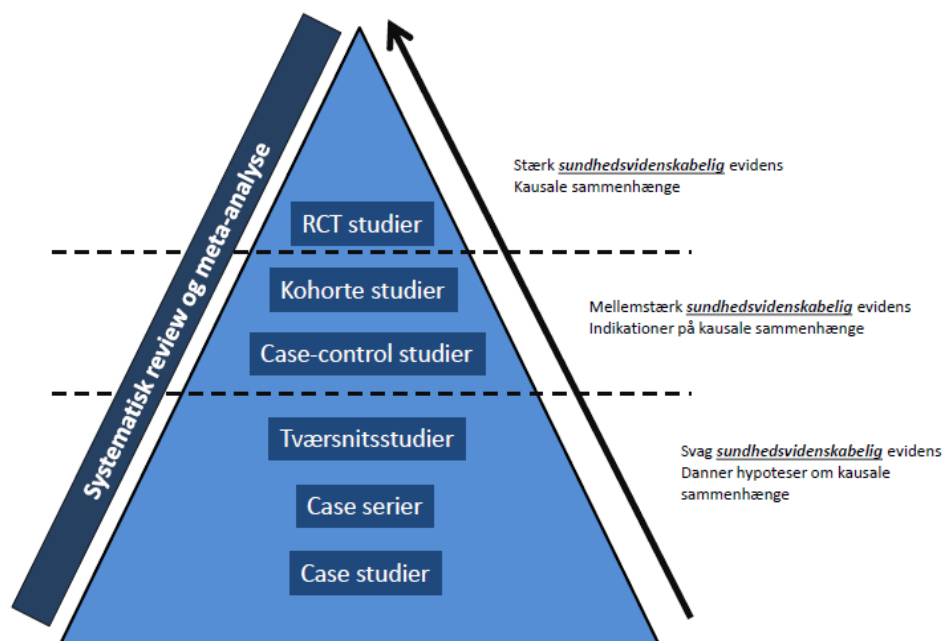 Systematisk review og meta-analyse
Stærk sundhedsvidenskabelig evidens
Kausale sammenhænge
RCT studier
Kohorte studier
Mellemstærk sundhedsvidenskabelig evidens
Indikationer på kausale sammenhænge
Case-control studier
Tværsnitsstudier
Svag sundhedsvidenskabelig evidens
Danner hypoteser om kausale
sammenhænge
Case serier
Case studier